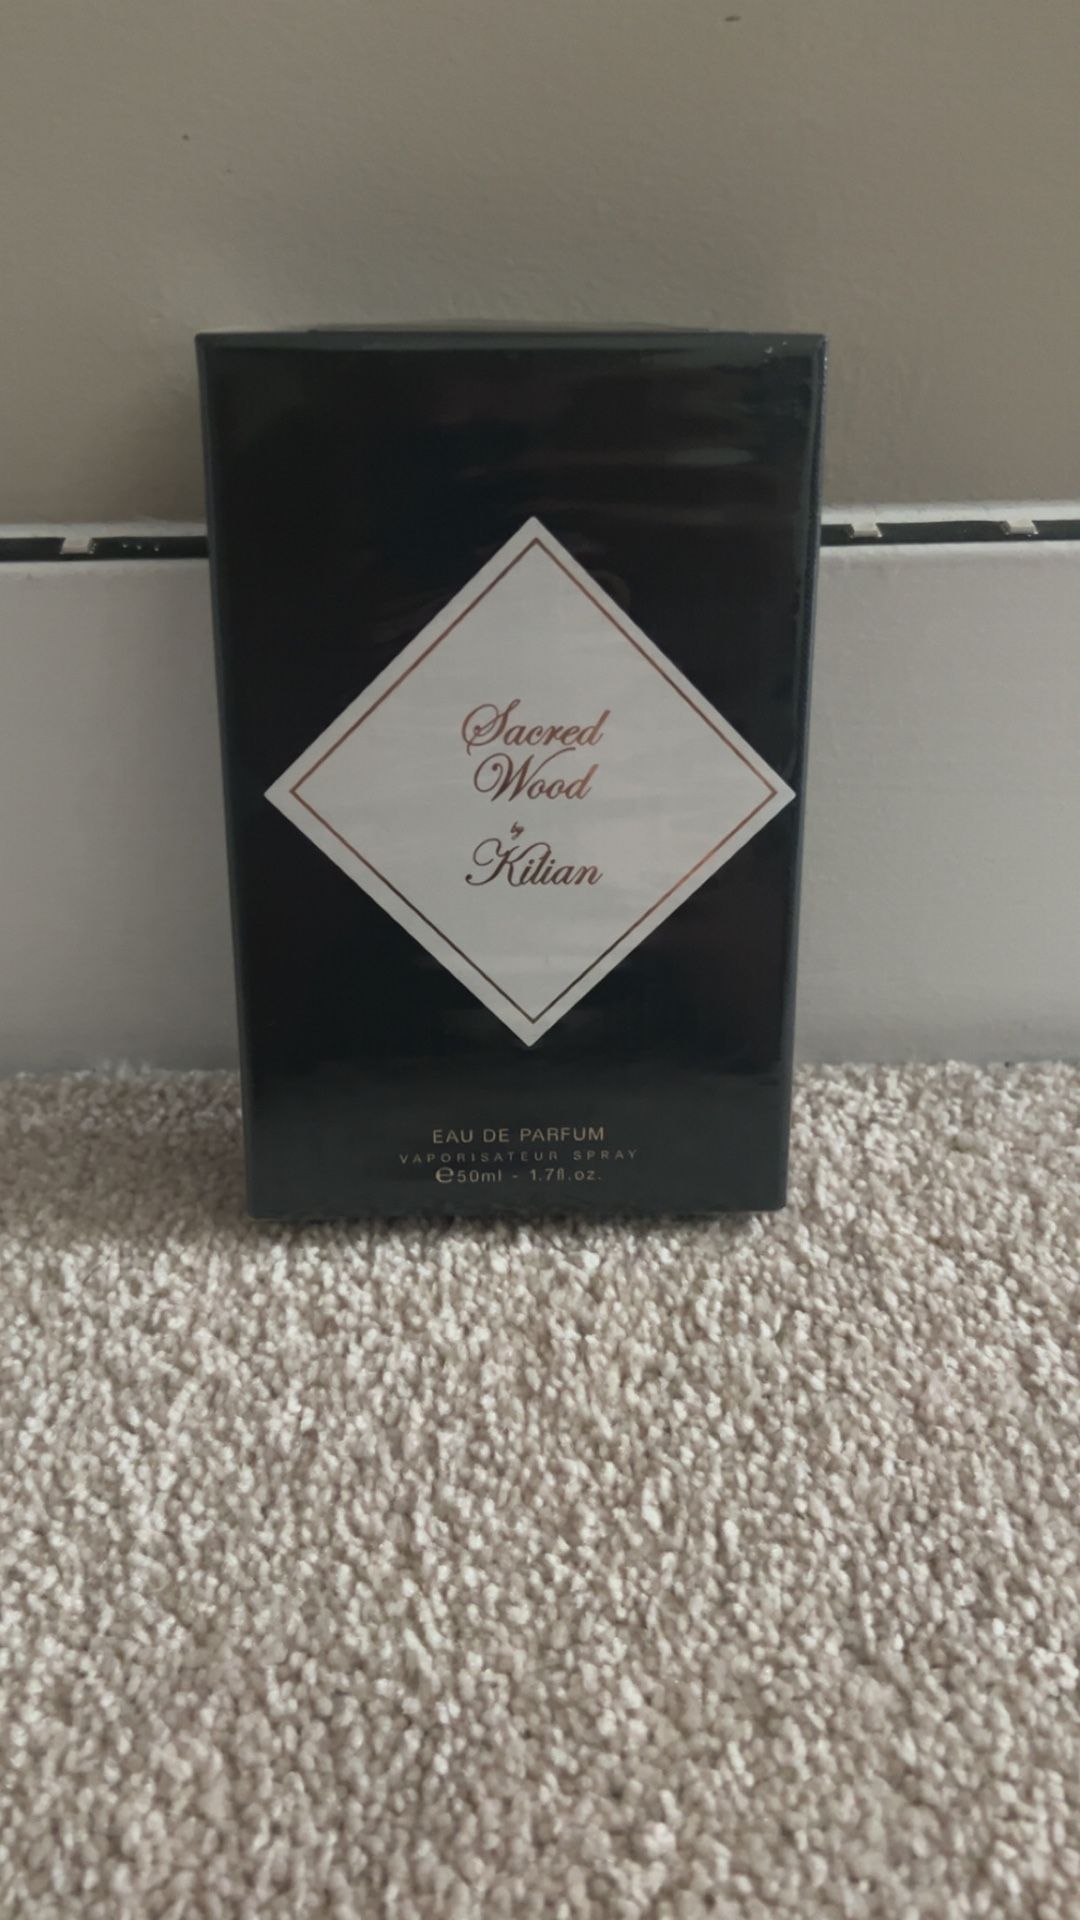 Sacred
Wood
by
Kilian
EAU DE PARFUM
VAPORISATEUR SPRAY
℮50ml - 1.7fl.oz.